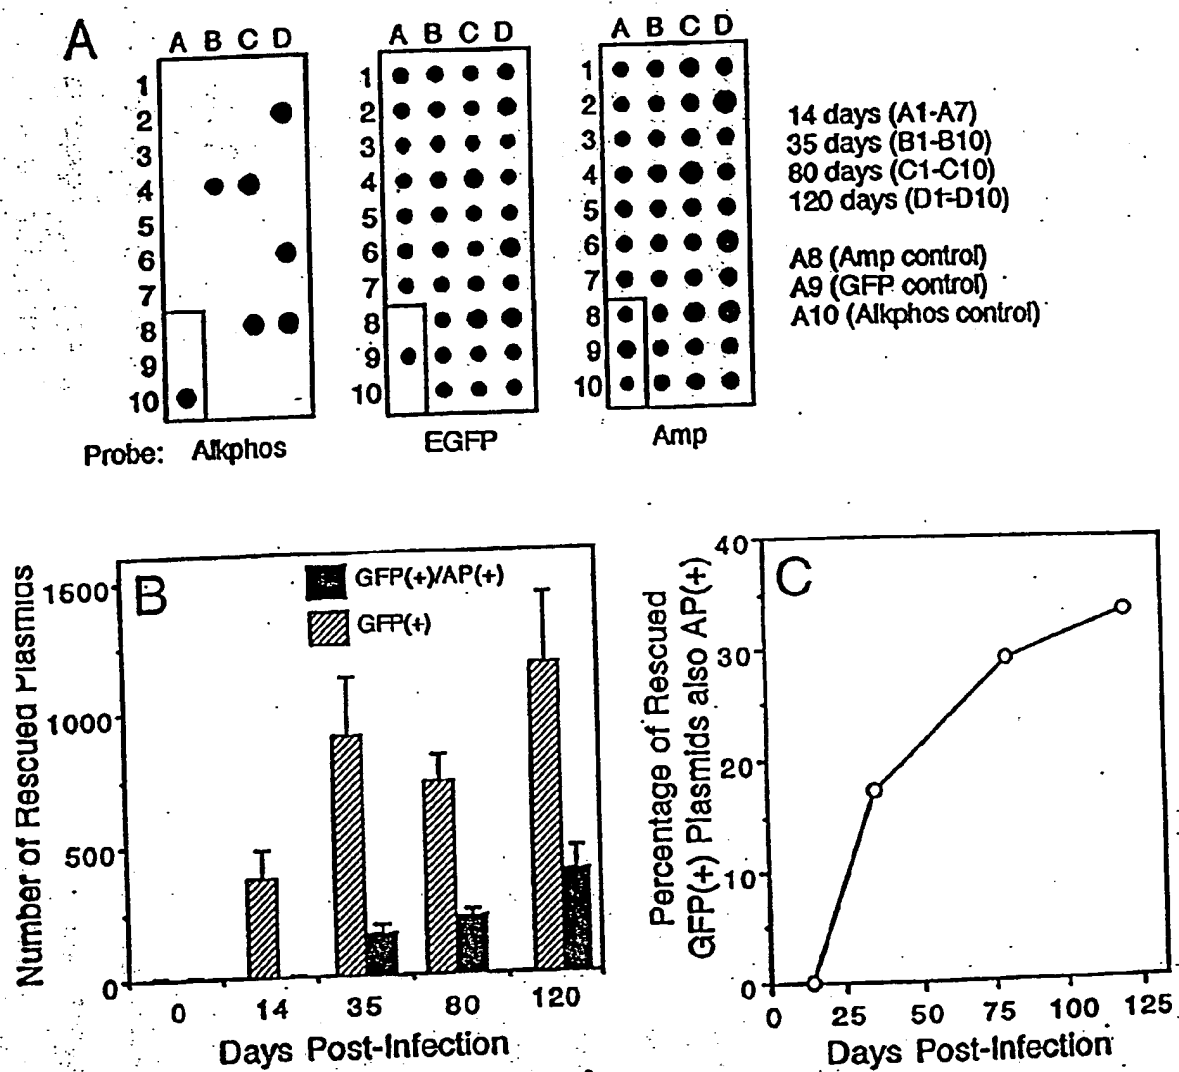 A
A B C D
1
2
3
4
5
6
7
8
9
10
Probe: Alkphos
A B C D
1
2
3
4
5
6
7
8
9
10
EGFP
A B C D
1
2
3
4
5
6
7
8
9
10
Amp
14 days (A1-A7)
35 days (B1-B10)
80 days (C1-C10)
120 days (D1-D10)
A8 (Amp control)
A9 (GFP control)
A10 (Alkphos control)
B
GFP(+)/AP(+)
GFP(+)
Number of Rescued Plasmids
1500
1000
500
0
0 14 35 80 120
Days Post-Infection
C
Percentage of Rescued
GFP(+) Plasmids also AP(+)
40
30
20
10
0
0 25 50 75 100 125
Days Post-Infection